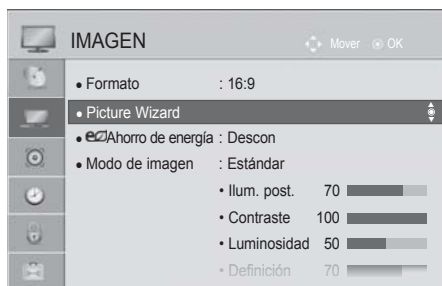 IMAGEN Mover OK
• Formato : 16:9
• Picture Wizard
• Ahorro de energía : Descon
• Modo de imagen : Estándar
• Ilum. post. 70
• Contraste 100
• Luminosidad 50
• Definición 70